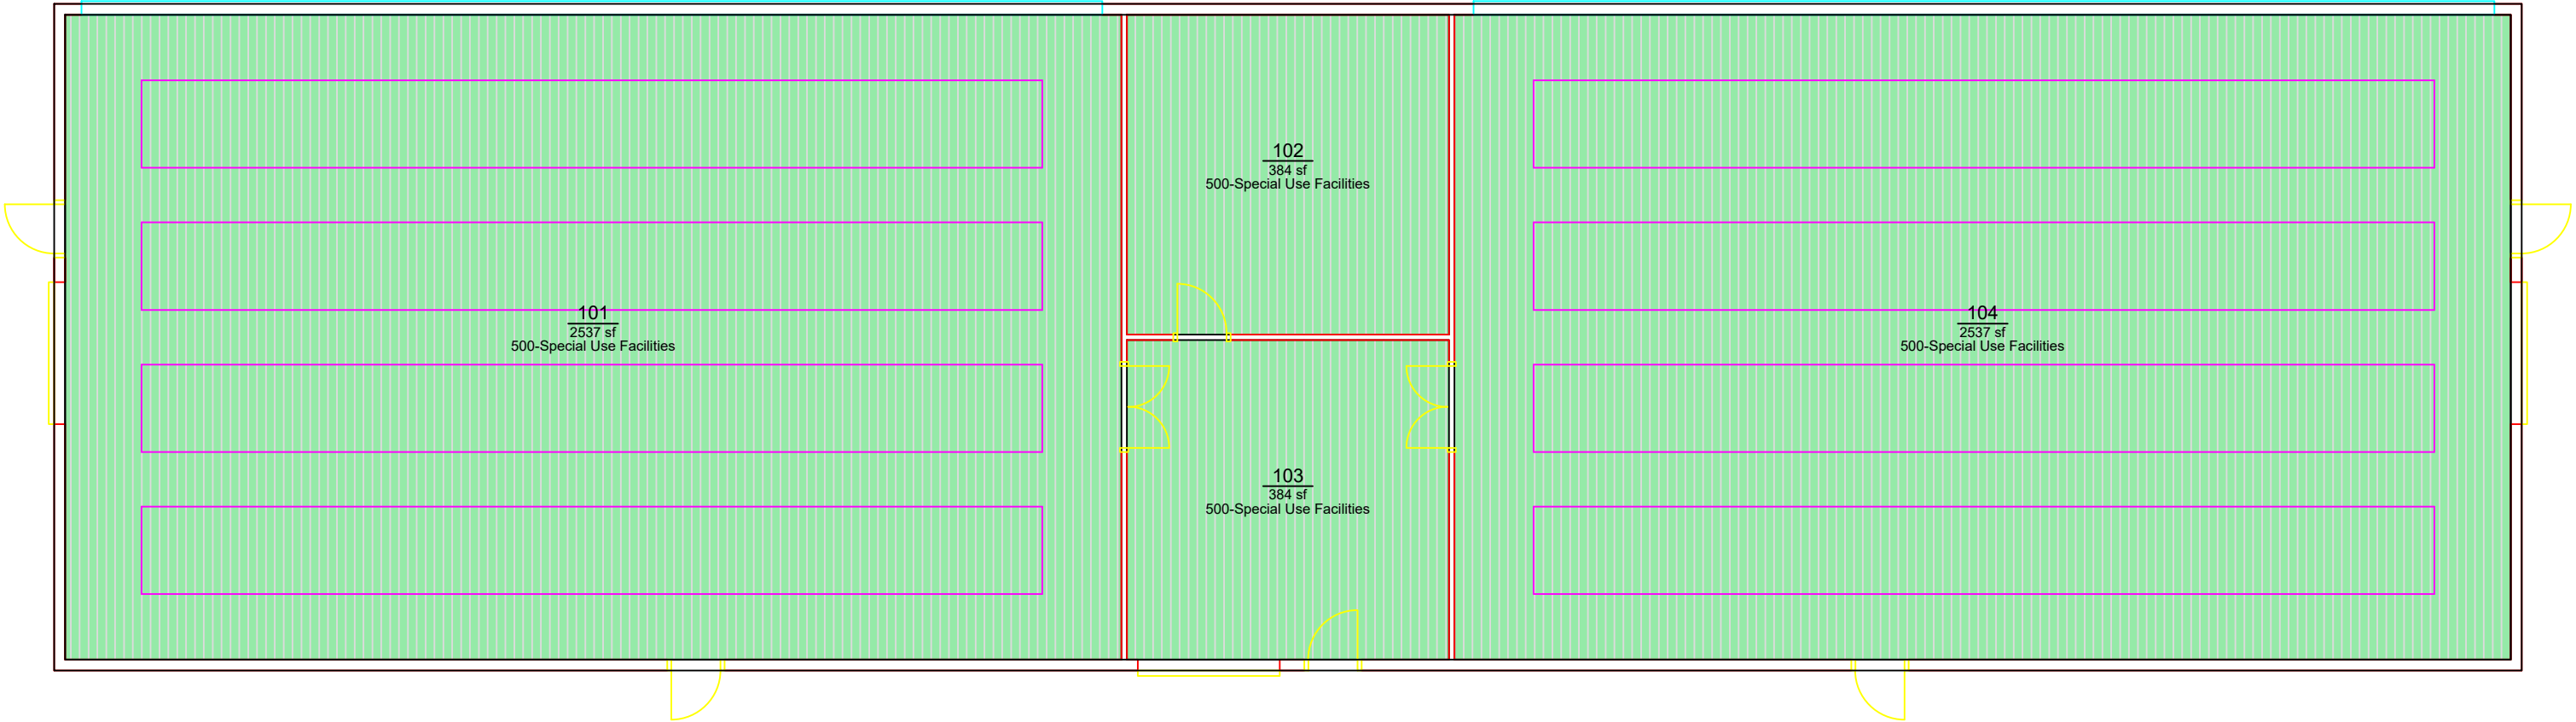 102
384 sf
500-Special Use Facilities
101
2537 sf
500-Special Use Facilities
104
2537 sf
500-Special Use Facilities
103
384 sf
500-Special Use Facilities